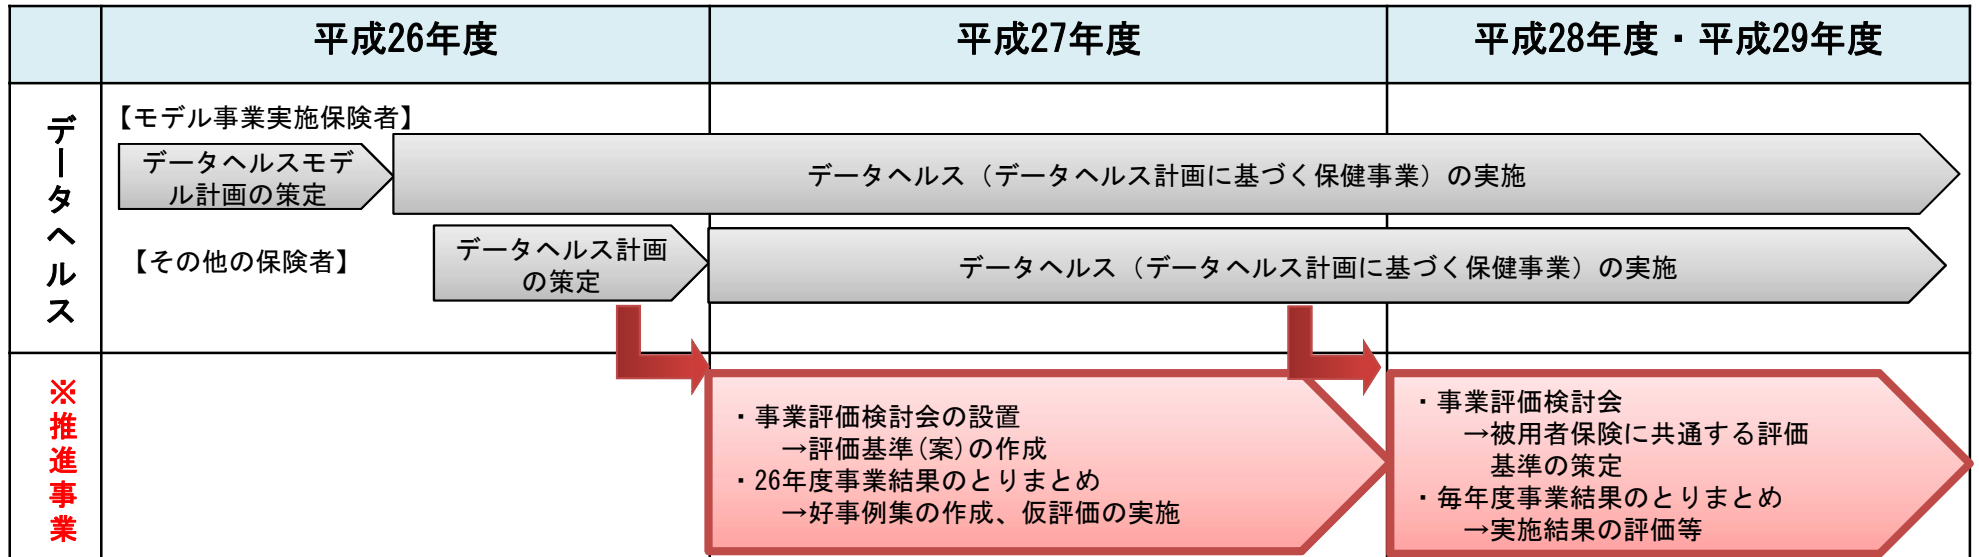 平成26年度
平成27年度
平成28年度・平成29年度
データヘルス
【モデル事業実施保険者】
データヘルスモデ
ル計画の策定
データヘルス（データヘルス計画に基づく保健事業）の実施
【その他の保険者】
データヘルス計画
の策定
データヘルス（データヘルス計画に基づく保健事業）の実施
※推進事業
・事業評価検討会の設置
→評価基準(案)の作成
・26年度事業結果のとりまとめ
→好事例集の作成、仮評価の実施
・事業評価検討会
→被用者保険に共通する評価
基準の策定
・毎年度事業結果のとりまとめ
→実施結果の評価等